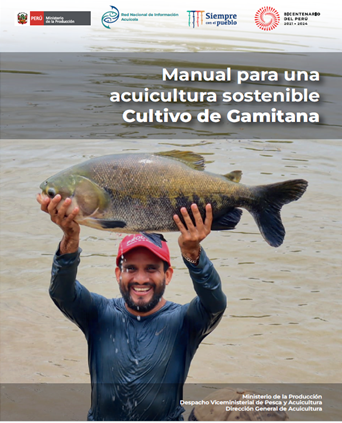 PERÚ
Ministerio
de la Producción
Red Nacional de Información
Acuícola
Siempre
con el pueblo
BICENTENARIO
DEL PERÚ
2021 - 2024
Manual para una
acuicultura sostenible
Cultivo de Gamitana
Ministerio de la Producción
Despacho Viceministerial de Pesca y Acuicultura
Dirección General de Acuicultura